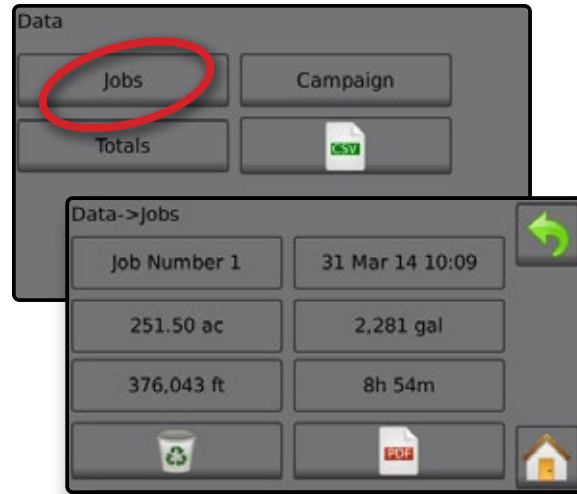 Data
Jobs Campaign
Totals CSV
Data->Jobs
Job Number 1 31 Mar 14 10:09
251.50 ac 2,281 gal
376,043 ft 8h 54m
PDF